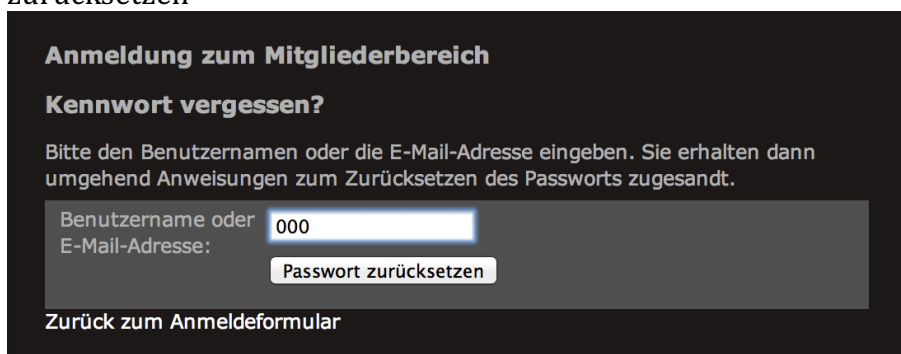 zurücksetzen
Anmeldung zum Mitgliederbereich
Kennwort vergessen?
Bitte den Benutzernamen oder die E-Mail-Adresse eingeben. Sie erhalten dann
umgehend Anweisungen zum Zurücksetzen des Passworts zugesandt.
Benutzername oder
E-Mail-Adresse:
000
Passwort zurücksetzen
Zurück zum Anmeldeformular